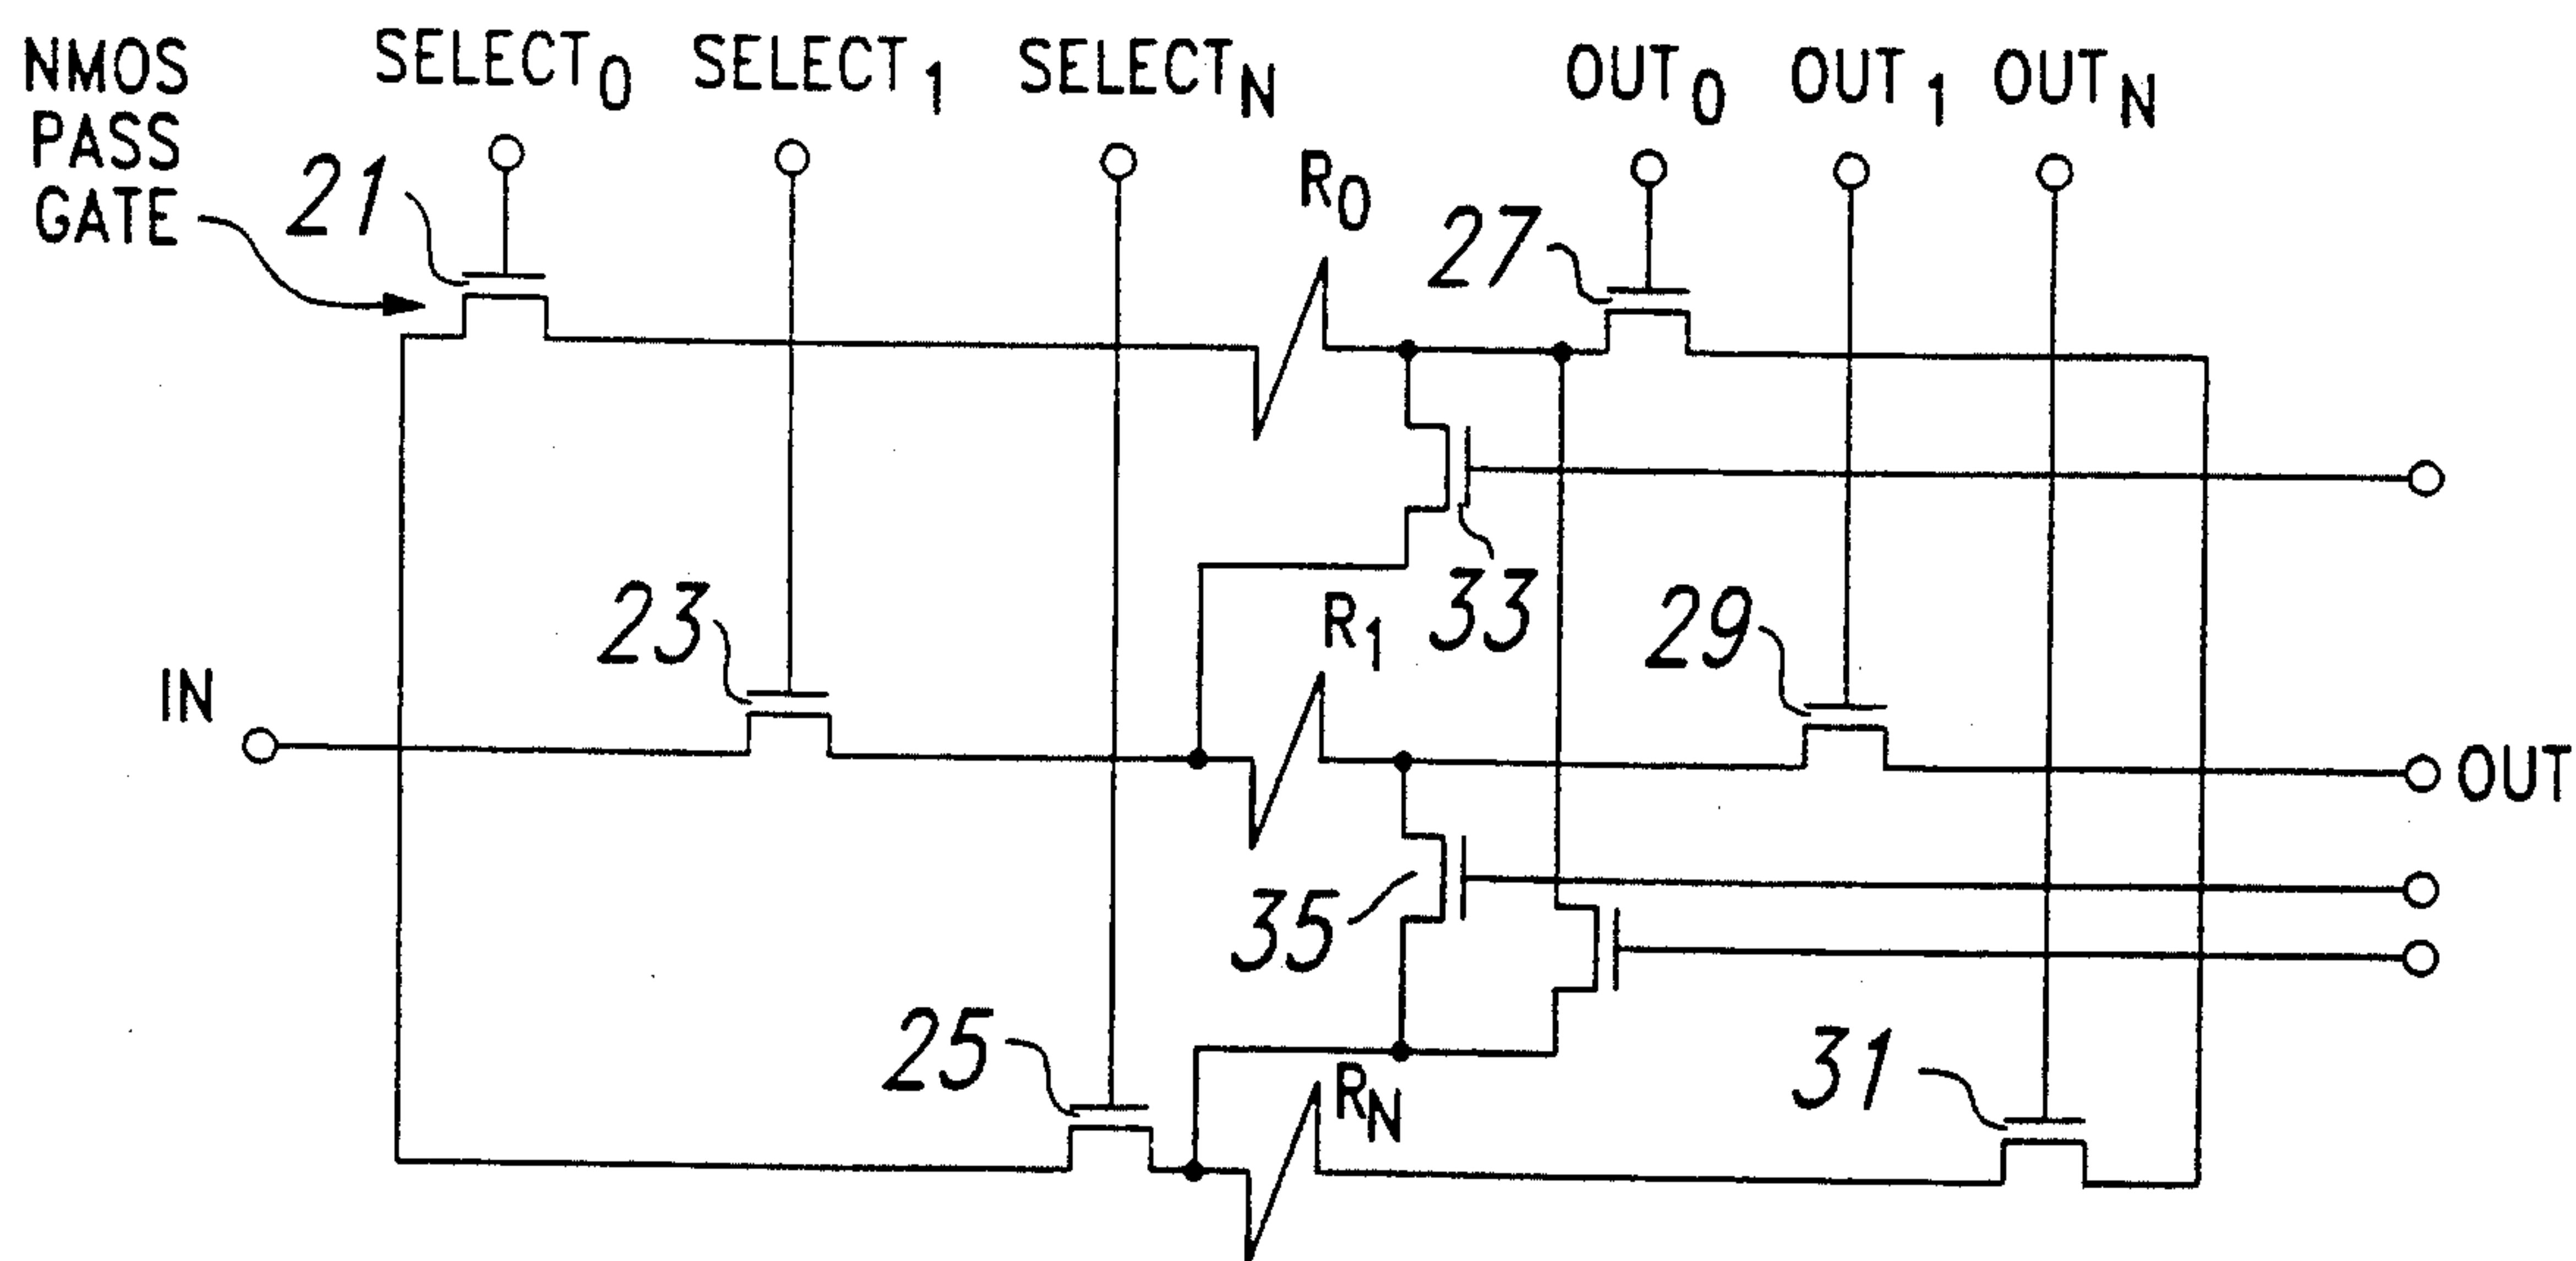 NMOS
PASS
GATE
SELECT0
SELECT1
SELECTN
OUT0
OUT1
OUTN
21
R0
27
33
23
R1
29
IN
OUT
35
25
RN
31